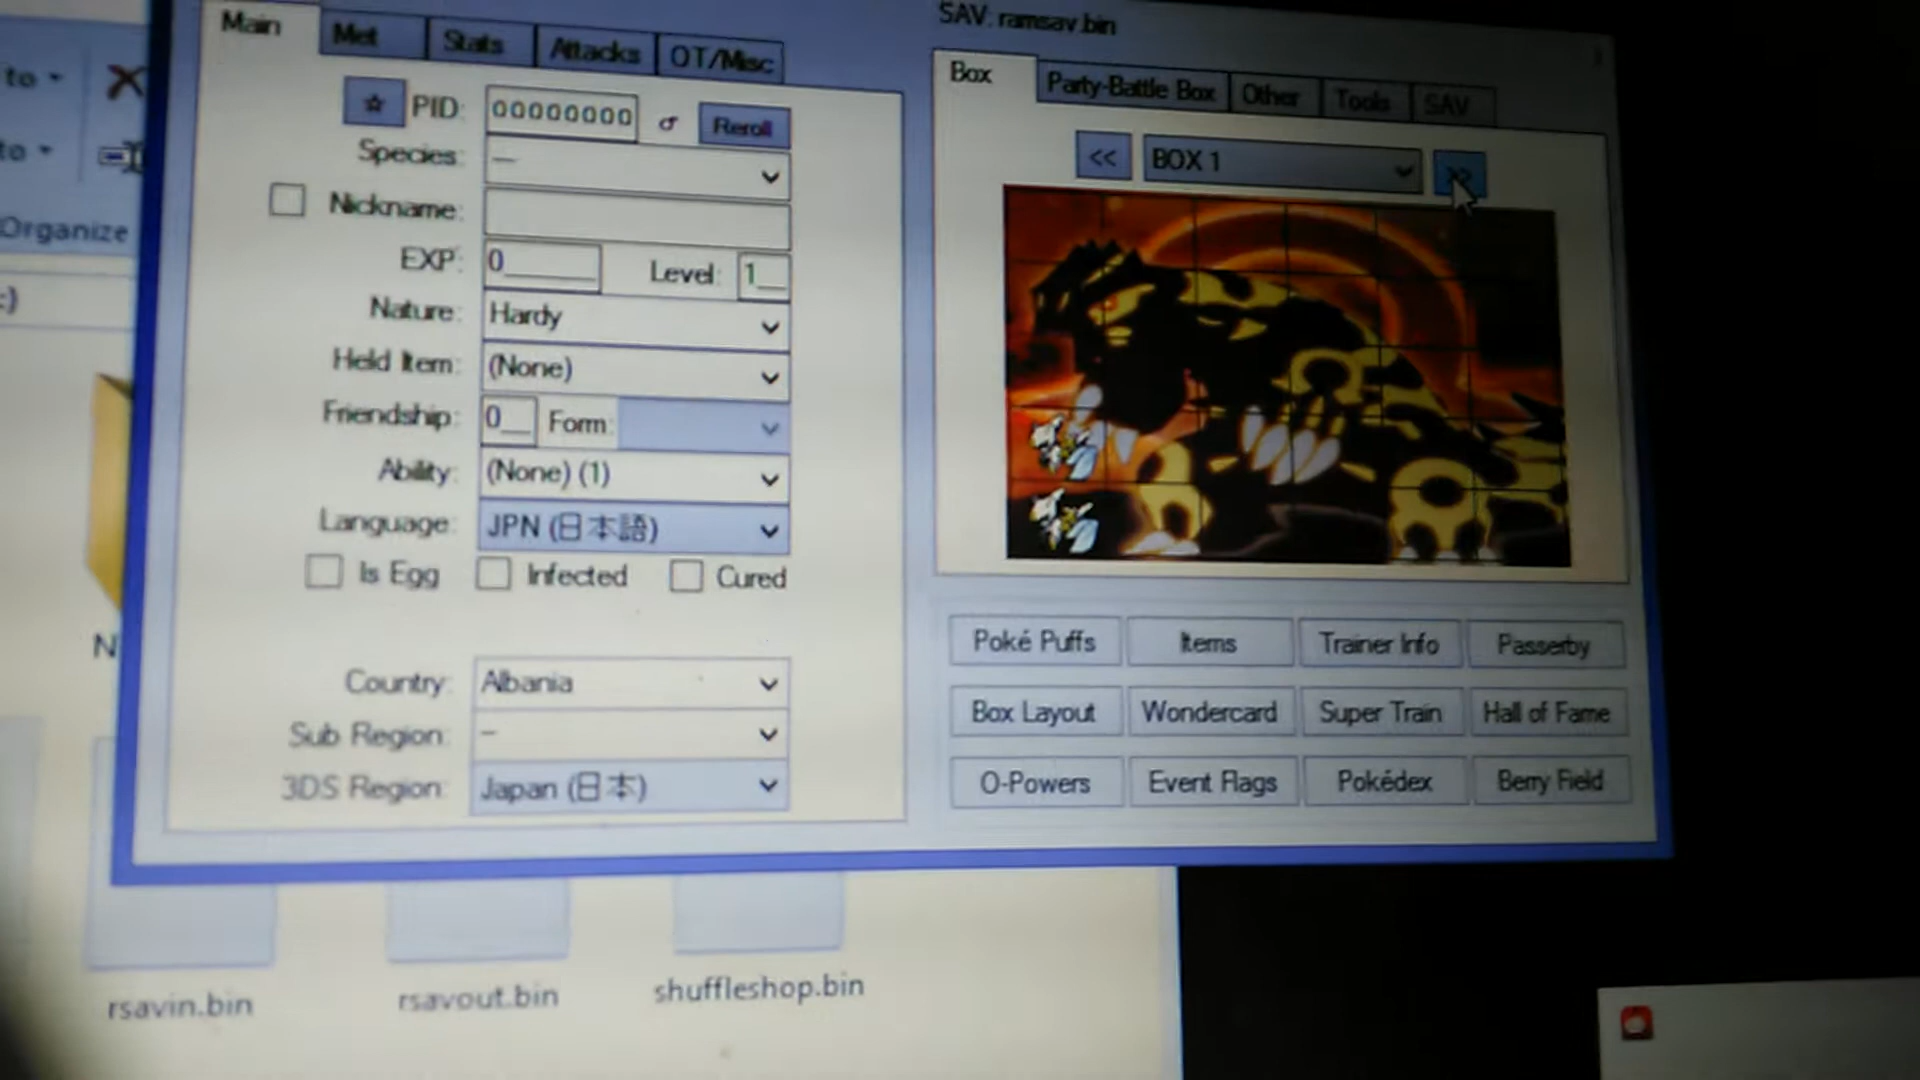 to
to
Organize
:)
N
Main
Met
Stats
Attacks
OT/Misc
PID: 00000000 ♂ Reroll
Species: —
Nickname:
EXP: 0 Level: 1
Nature: Hardy
Held Item: (None)
Friendship: 0 Form:
Ability: (None) (1)
Language: JPN (日本語)
Is Egg Infected Cured
Country: Albania
Sub Region: —
3DS Region: Japan (日本)
SAV: ramsav.bin
Box
Party-Battle Box
Other
Tools
SAV
<< BOX 1 >>
Poké Puffs Items Trainer Info Passerby
Box Layout Wondercard Super Train Hall of Fame
O-Powers Event Flags Pokédex Berry Field
rsavin.bin rsavout.bin shuffleshop.bin